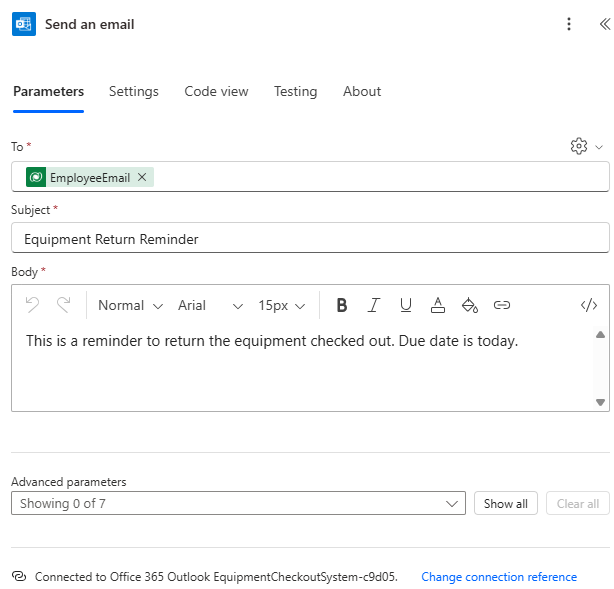 Send an email
Parameters Settings Code view Testing About
To *
EmployeeEmail
Subject *
Equipment Return Reminder
Body *
Normal Arial 15px B I U A </>
This is a reminder to return the equipment checked out. Due date is today.
Advanced parameters
Showing 0 of 7 Show all Clear all
Connected to Office 365 Outlook EquipmentCheckoutSystem-c9d05. Change connection reference